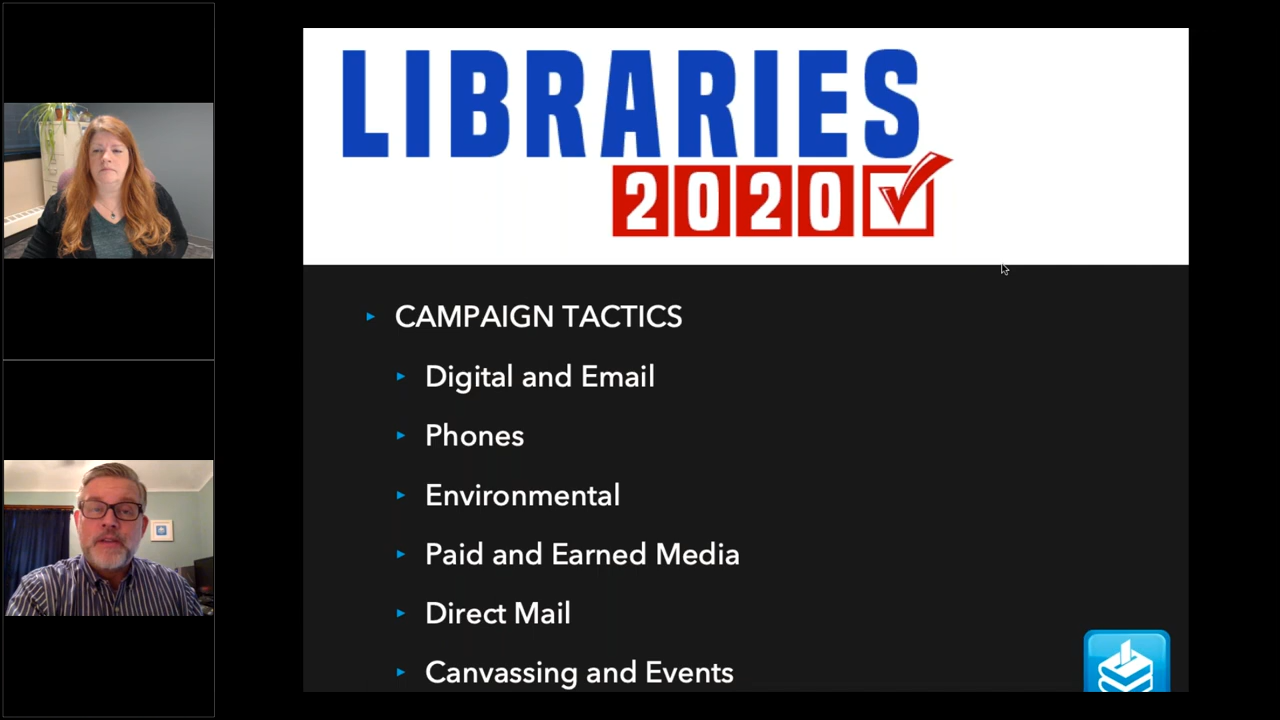 LIBRARIES
2020
CAMPAIGN TACTICS
Digital and Email
Phones
Environmental
Paid and Earned Media
Direct Mail
Canvassing and Events